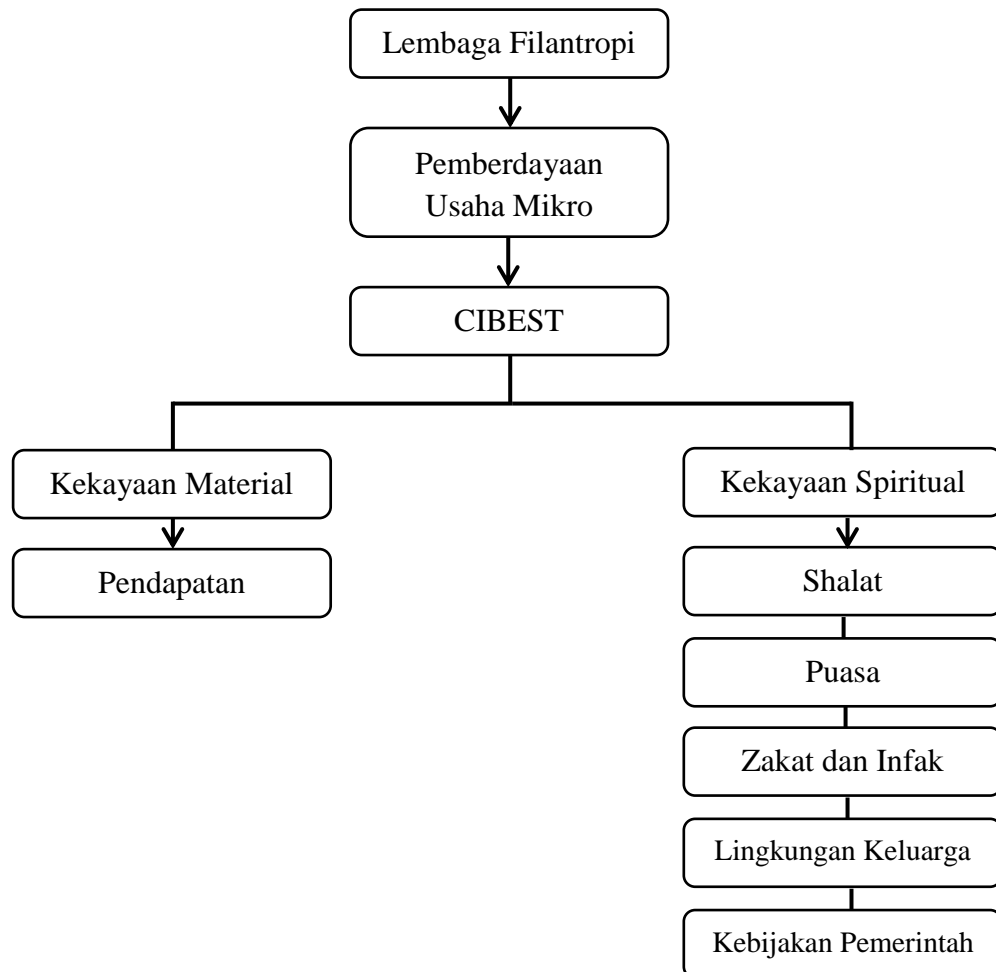 Lembaga Filantropi
Pemberdayaan
Usaha Mikro
CIBEST
Kekayaan Material
Pendapatan
Kekayaan Spiritual
Shalat
Puasa
Zakat dan Infak
Lingkungan Keluarga
Kebijakan Pemerintah